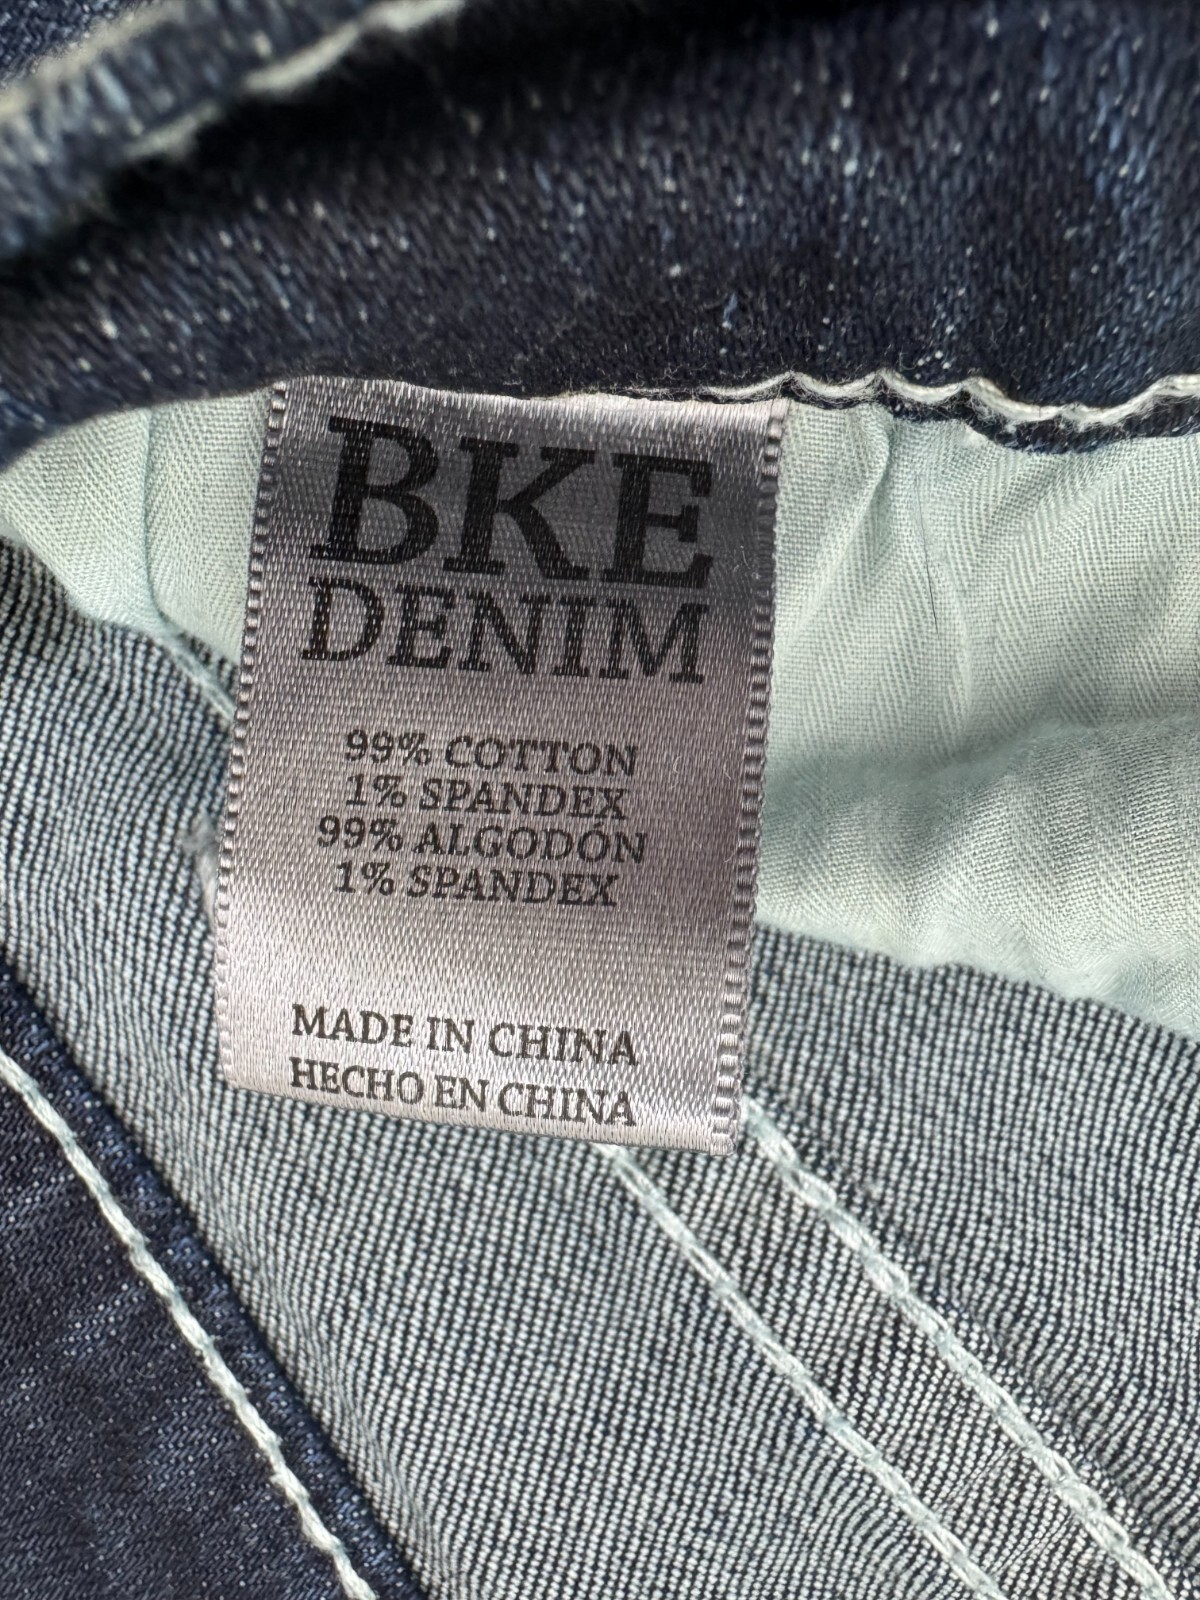 BKE
DENIM
99% COTTON
1% SPANDEX
99% ALGODÓN
1% SPANDEX
MADE IN CHINA
HECHO EN CHINA